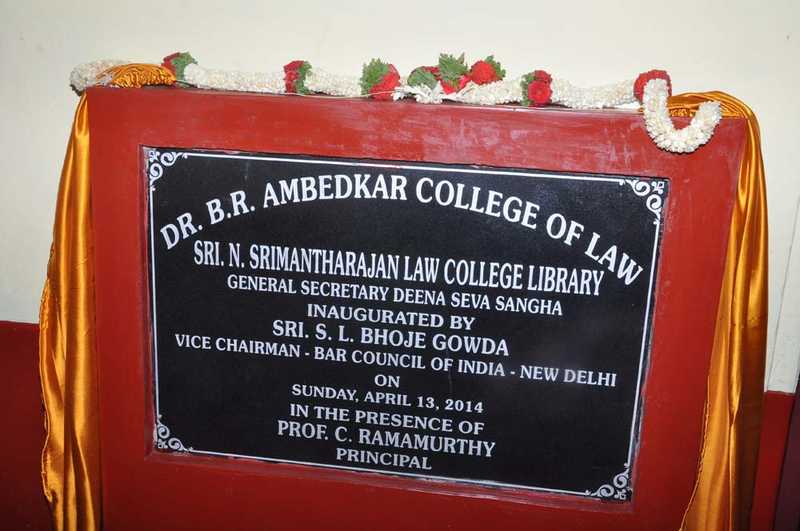 DR. B.R. AMBEDKAR COLLEGE OF LAW
SRI. N. SRIMANTHARAJAN LAW COLLEGE LIBRARY
GENERAL SECRETARY DEENA SEVA SANGHA
INAUGURATED BY
SRI. S. L. BHOJE GOWDA
VICE CHAIRMAN - BAR COUNCIL OF INDIA - NEW DELHI
ON
SUNDAY, APRIL 13, 2014
IN THE PRESENCE OF
PROF. C. RAMAMURTHY
PRINCIPAL